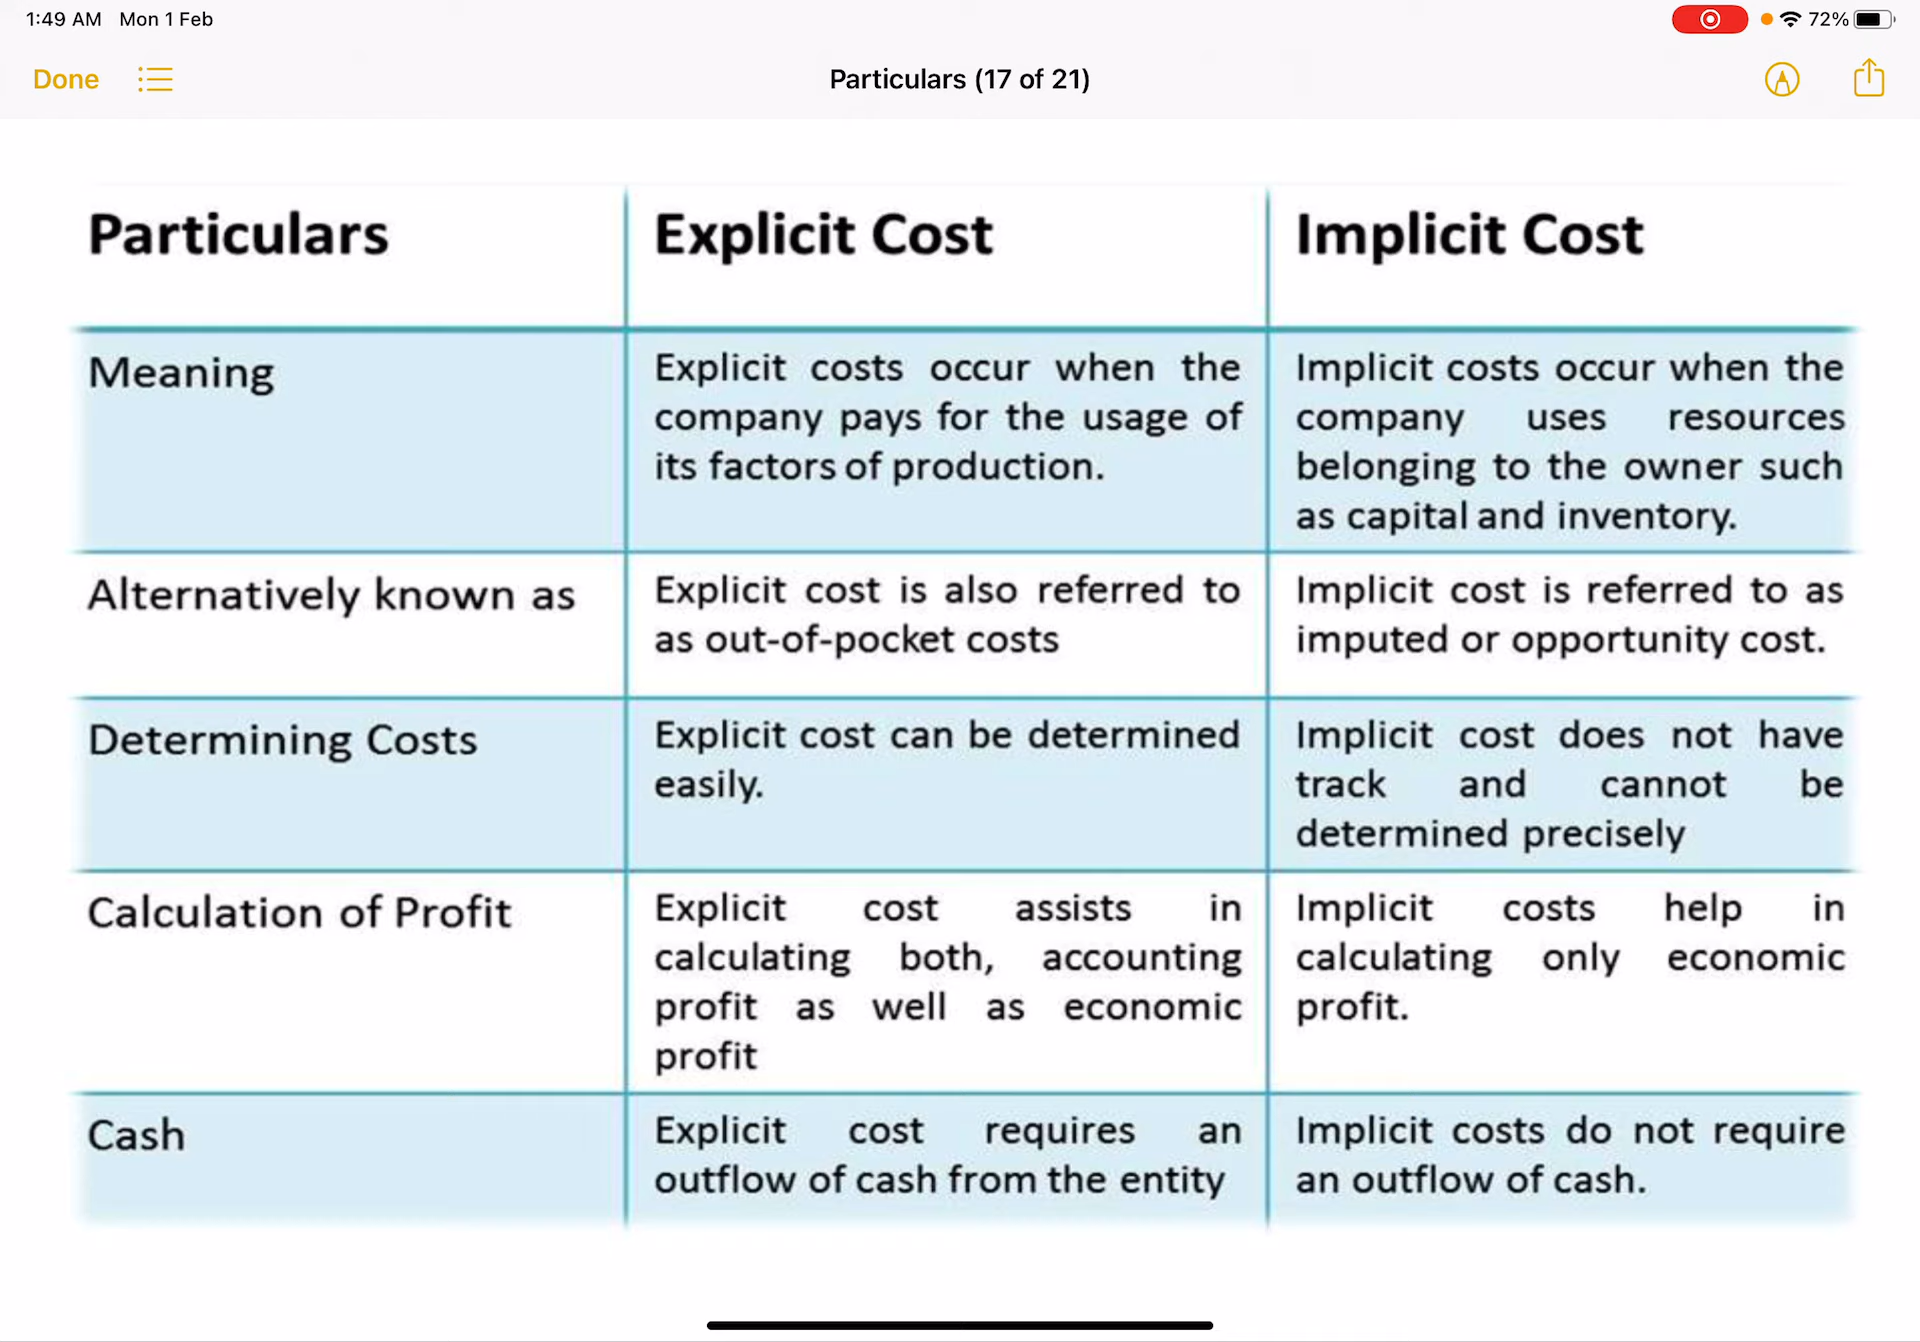 1:49 AM Mon 1 Feb
72%
Done
Particulars (17 of 21)
Particulars
Explicit Cost
Implicit Cost
Meaning
Explicit costs occur when the
company pays for the usage of
its factors of production.
Implicit costs occur when the
company uses resources
belonging to the owner such
as capital and inventory.
Alternatively known as
Explicit cost is also referred to
as out-of-pocket costs
Implicit cost is referred to as
imputed or opportunity cost.
Determining Costs
Explicit cost can be determined
easily.
Implicit cost does not have
track and cannot be
determined precisely
Calculation of Profit
Explicit cost assists in
calculating both, accounting
profit as well as economic
profit
Implicit costs help in
calculating only economic
profit.
Cash
Explicit cost requires an
outflow of cash from the entity
Implicit costs do not require
an outflow of cash.